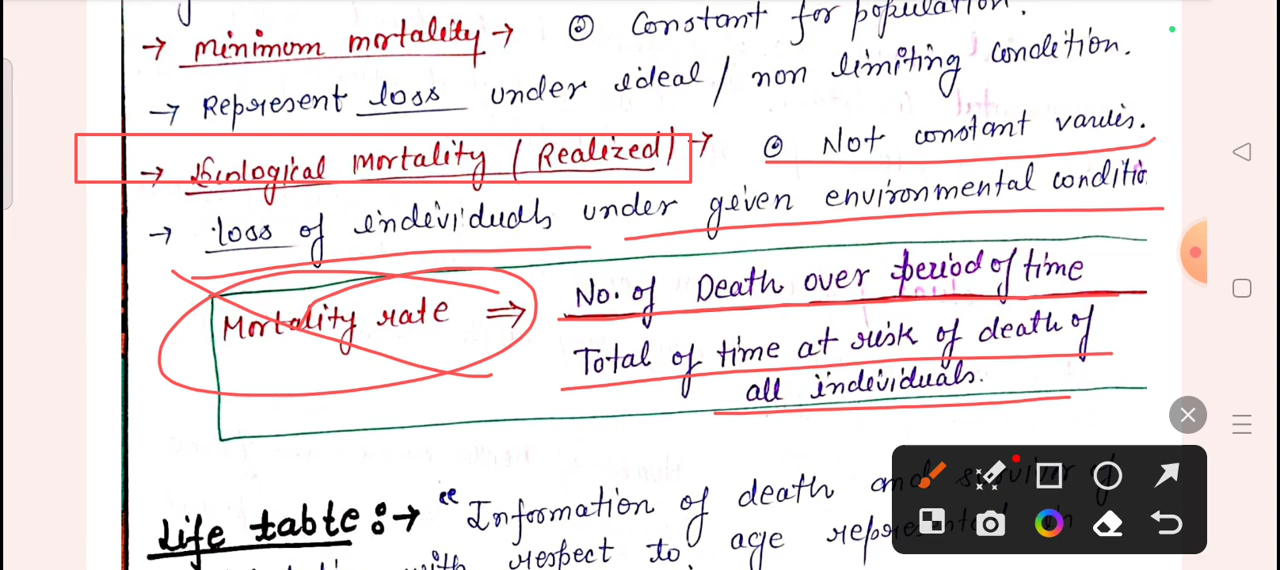 → minimum mortality → ⊙ Constant for population.
→ Represent loss under ideal / non limiting condition.
→ Ecological Mortality (Realized) → ⊙ Not constant varies.
→ loss of individuals under given environmental conditio
Mortality rate ⇒ No. of Death over period of time
Total of time at risk of death of
all individuals.
Life table :→ "Information of death and
with respect to age